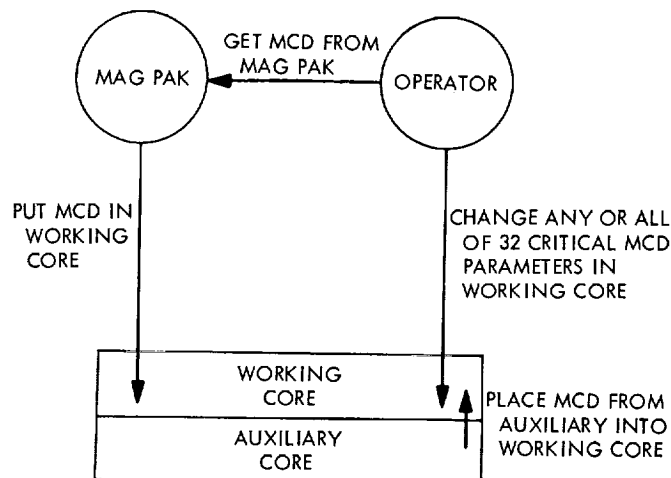 GET MCD FROM
MAG PAK
MAG PAK
OPERATOR
PUT MCD IN
WORKING
CORE
CHANGE ANY OR ALL
OF 32 CRITICAL MCD
PARAMETERS IN
WORKING CORE
WORKING
CORE
AUXILIARY
CORE
PLACE MCD FROM
AUXILIARY INTO
WORKING CORE